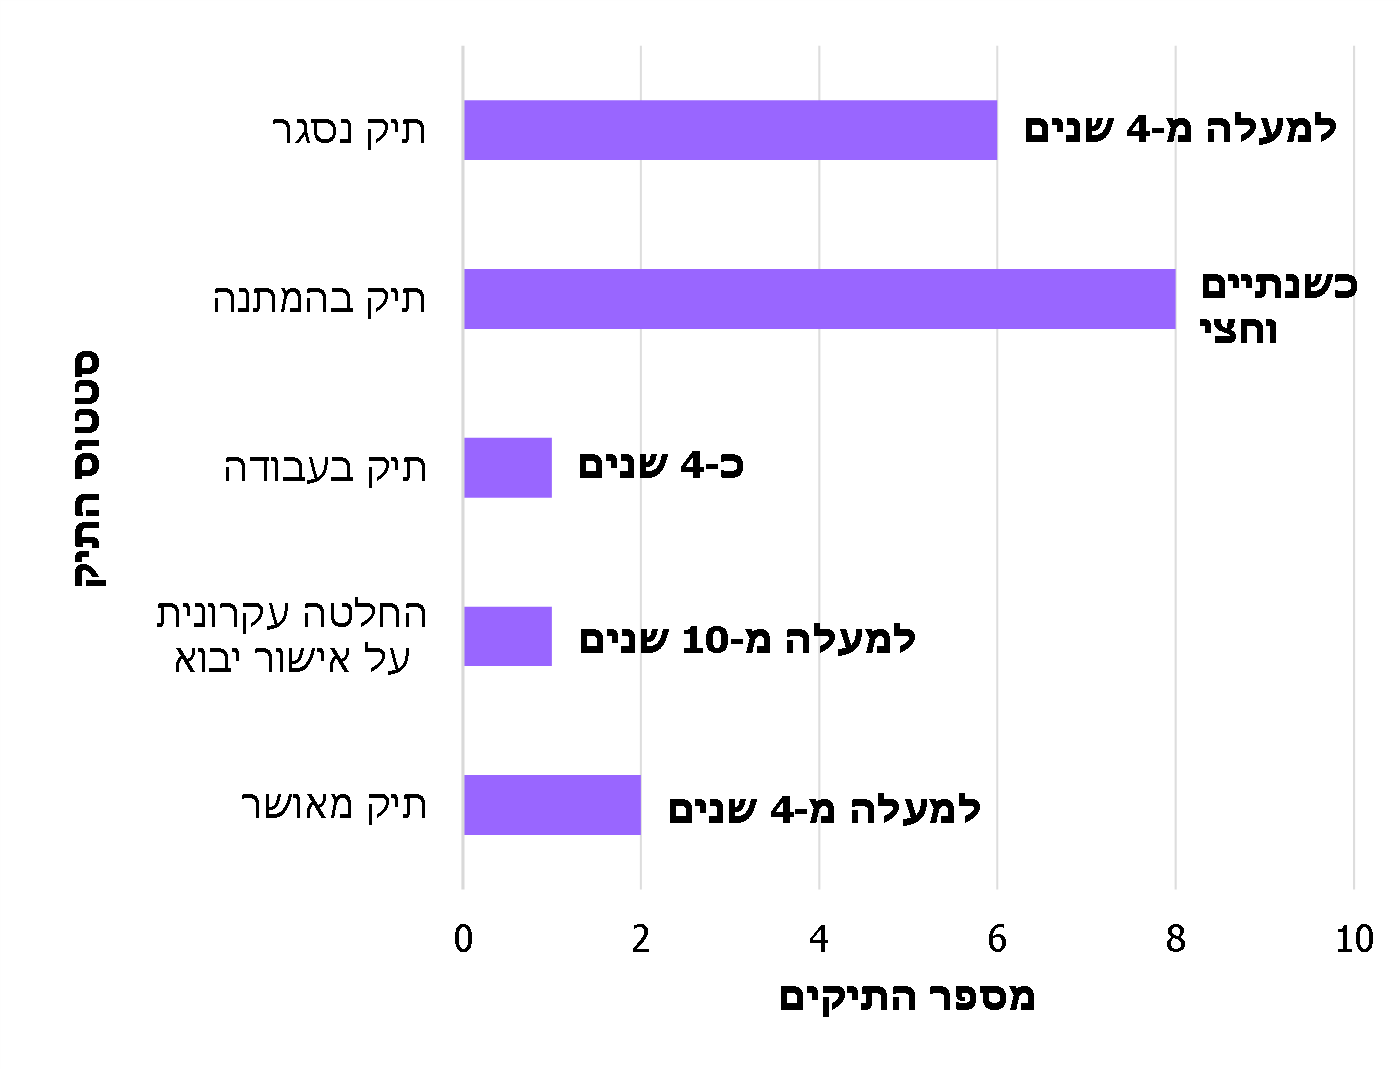 תיק נסגר
למעלה מ-4 שנים
תיק בהמתנה
כשנתיים
וחצי
תיק בעבודה
כ-4 שנים
החלטה עקרונית
על אישור יבוא
למעלה מ-10 שנים
תיק מאושר
למעלה מ-4 שנים
סטטוס התיק
0 2 4 6 8 10
מספר התיקים